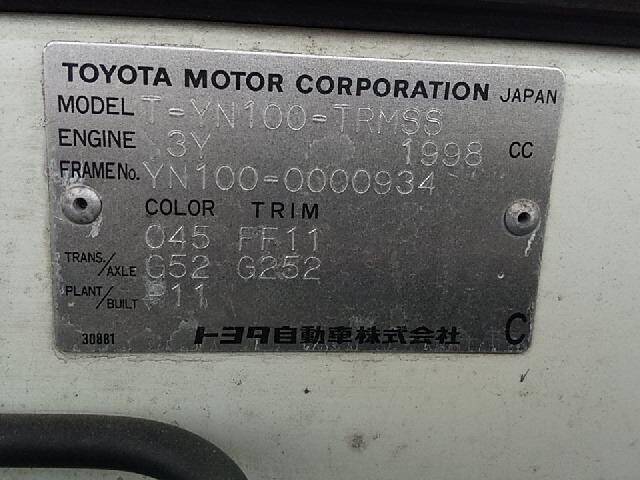 TOYOTA MOTOR CORPORATION JAPAN
MODEL T-YN100-TRMSS
ENGINE 3Y 1998 CC
FRAME No. YN100-0000934
COLOR TRIM
045 FF11
TRANS./AXLE G52 G252
PLANT/BUILT P11
30881 トヨタ自動車株式会社 C